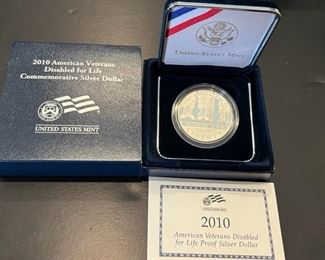 2010 American Veterans
Disabled for Life
Commemorative Silver Dollar
UNITED STATES MINT
UNITED STATES MINT
2010
American Veterans Disabled
for Life Proof Silver Dollar